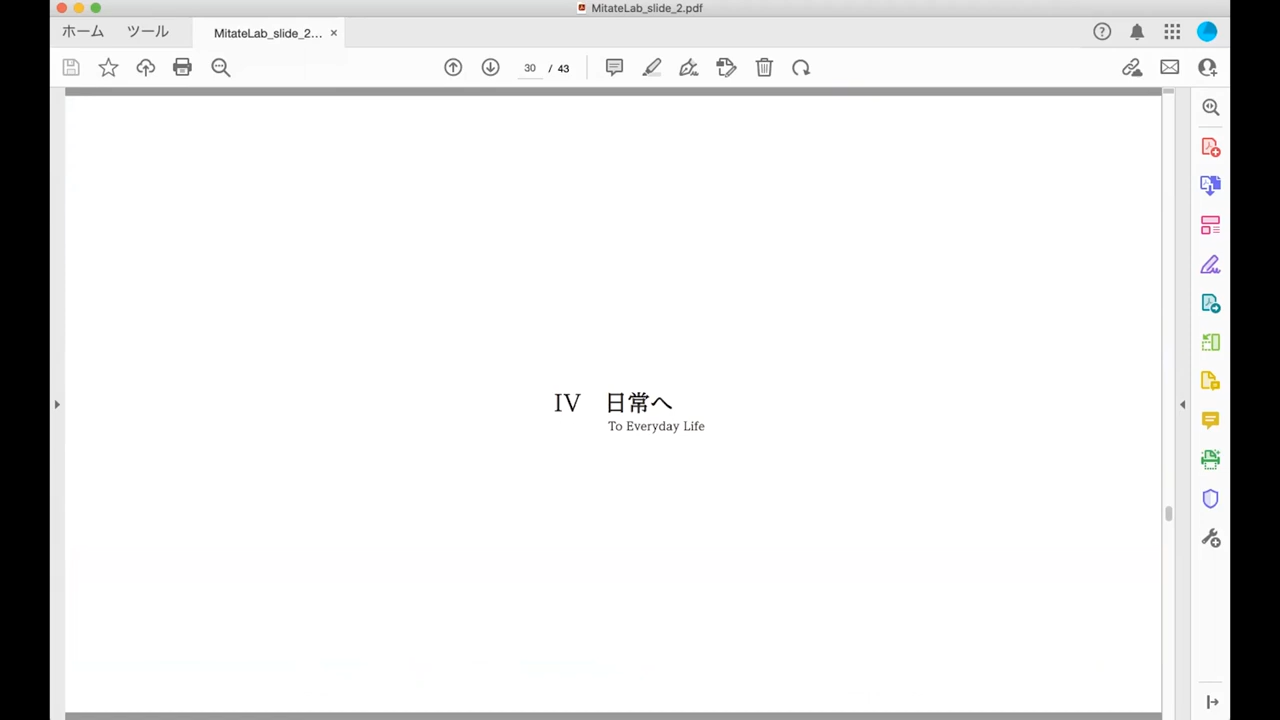 MitateLab_slide_2.pdf
ホーム ツール MitateLab_slide_2... ×
30 / 43
IV 日常へ
To Everyday Life